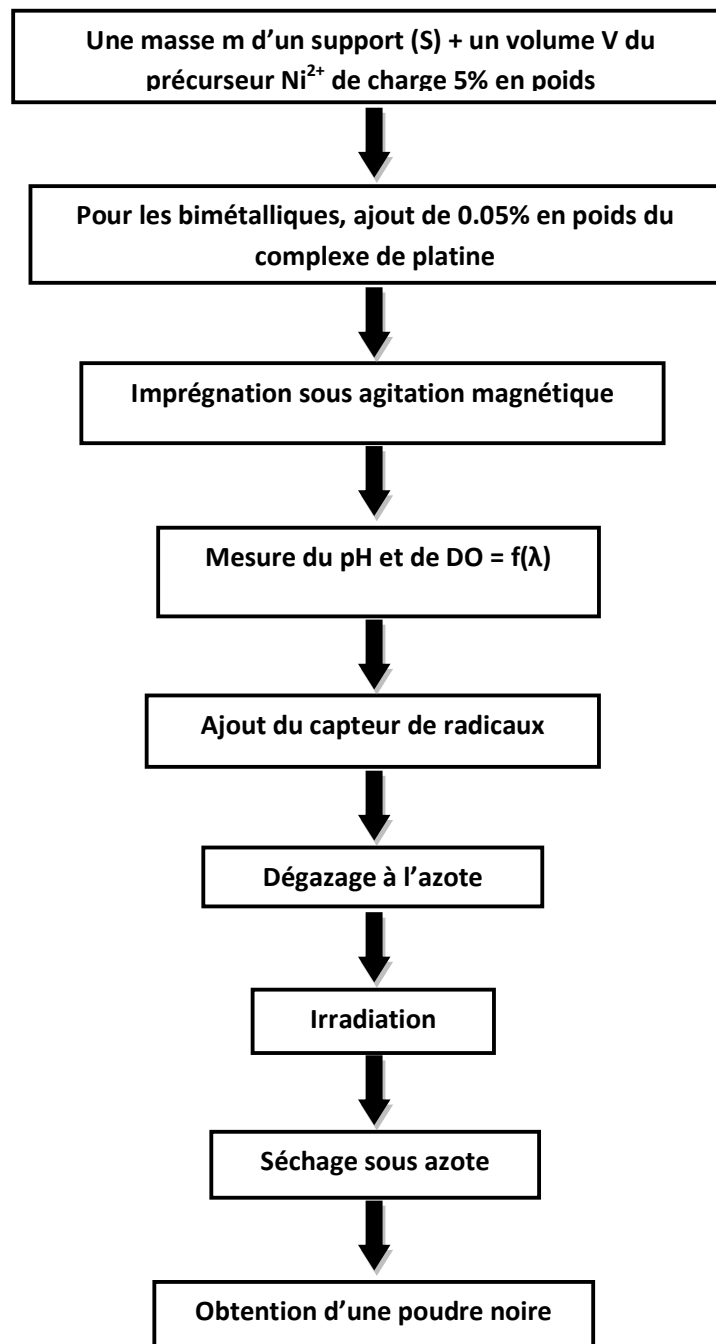 Une masse m d’un support (S) + un volume V du
précurseur Ni²⁺ de charge 5% en poids
Pour les bimétalliques, ajout de 0.05% en poids du
complexe de platine
Imprégnation sous agitation magnétique
Mesure du pH et de DO = f(λ)
Ajout du capteur de radicaux
Dégazage à l’azote
Irradiation
Séchage sous azote
Obtention d’une poudre noire